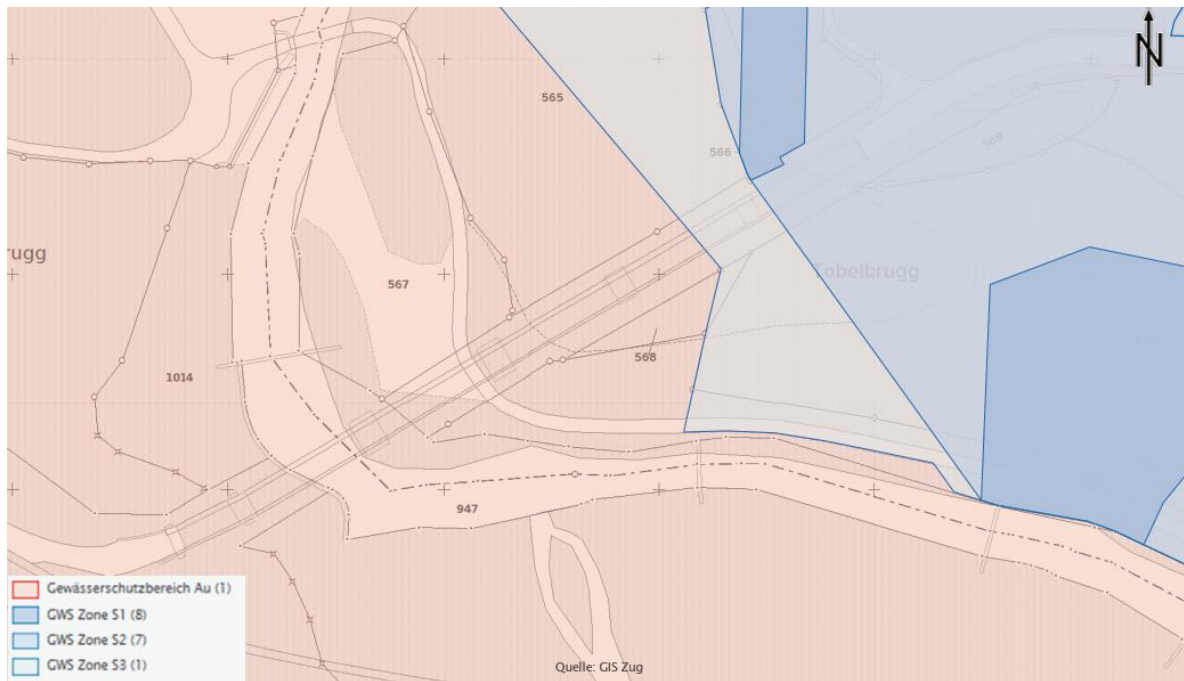 N
565
566
569
rugg
Tobelbrugg
567
568
1014
947
Gewässerschutzbereich Au (1)
GWS Zone S1 (8)
GWS Zone S2 (7)
GWS Zone S3 (1)
Quelle: GIS Zug